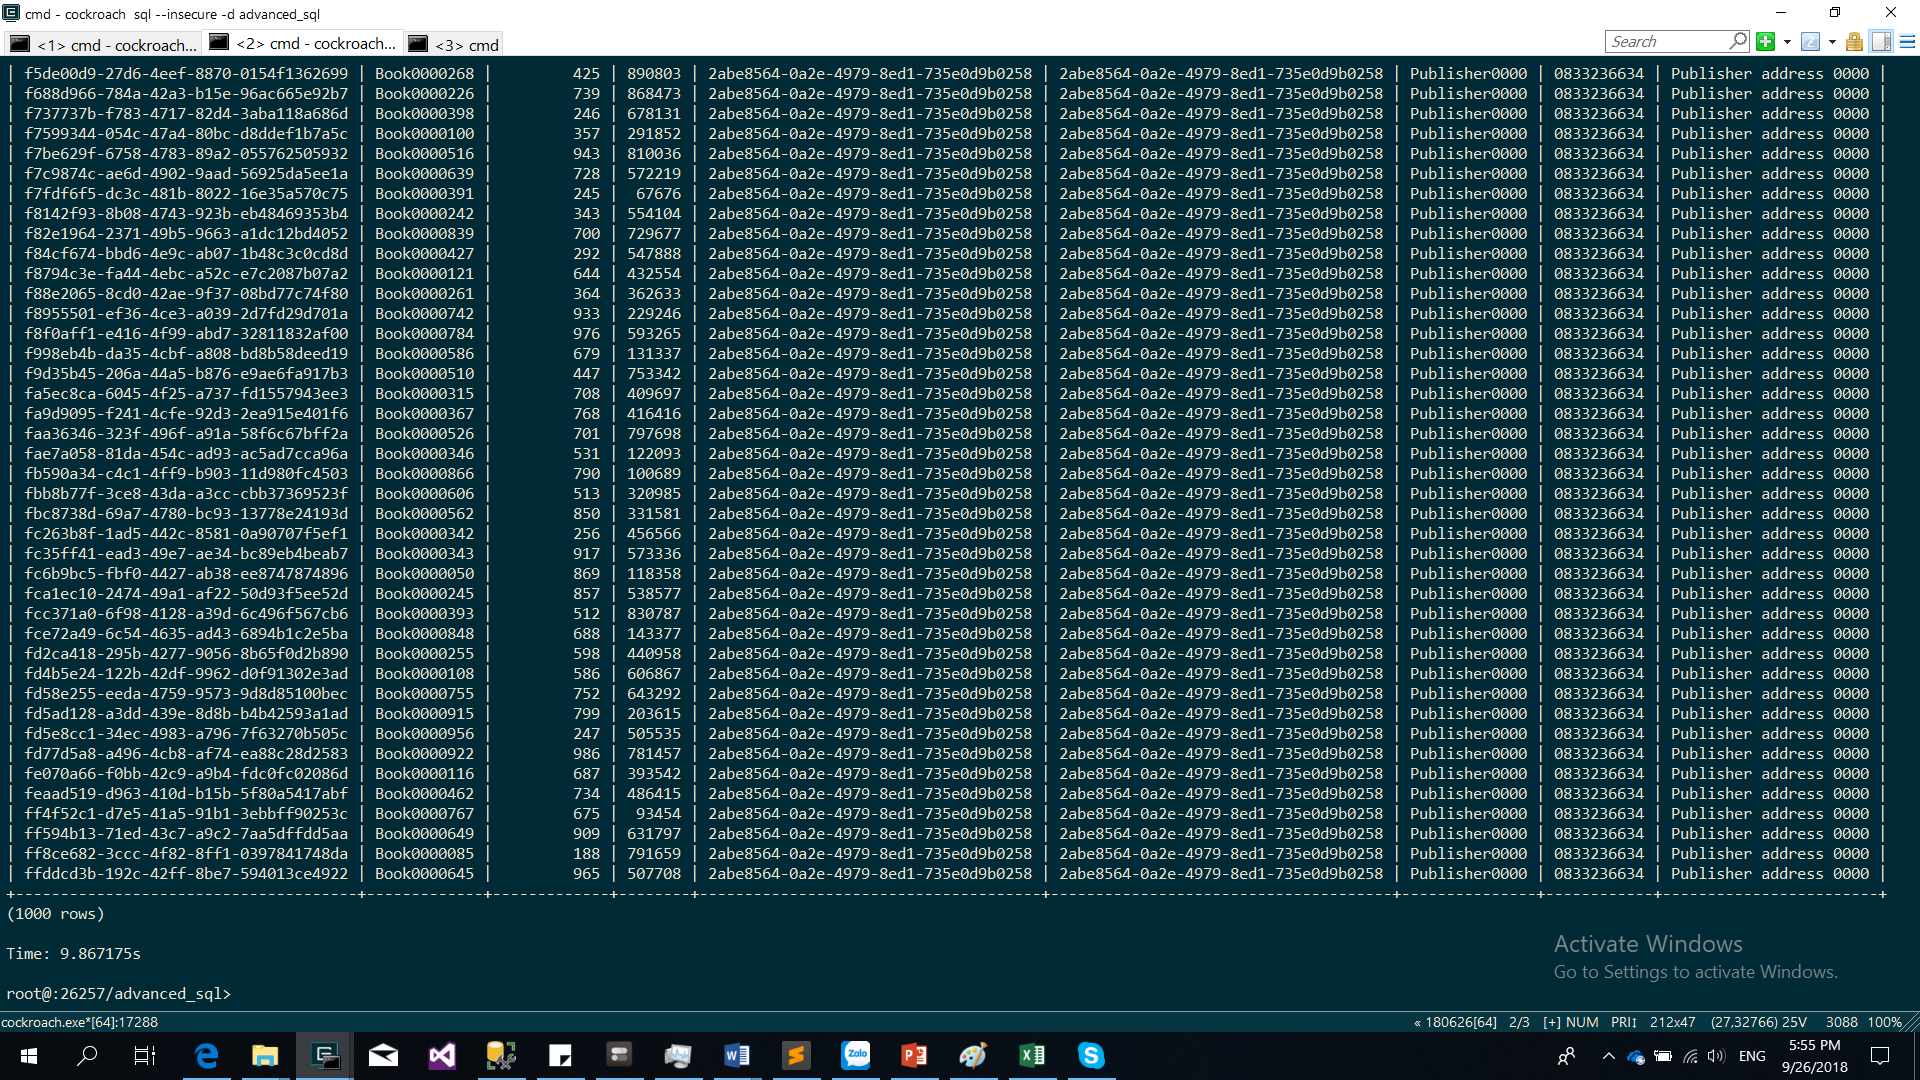 cmd - cockroach  sql --insecure -d advanced_sql
<1> cmd - cockroach... <2> cmd - cockroach... <3> cmd Search
| f5de00d9-27d6-4eef-8870-0154f1362699 | Book0000268 | 425 | 890803 | 2abe8564-0a2e-4979-8ed1-735e0d9b0258 | 2abe8564-0a2e-4979-8ed1-735e0d9b0258 | Publisher0000 | 0833236634 | Publisher address 0000 |
| f688d966-784a-42a3-b15e-96ac665e92b7 | Book0000226 | 739 | 868473 | 2abe8564-0a2e-4979-8ed1-735e0d9b0258 | 2abe8564-0a2e-4979-8ed1-735e0d9b0258 | Publisher0000 | 0833236634 | Publisher address 0000 |
| f737737b-f783-4717-82d4-3aba118a686d | Book0000398 | 246 | 678131 | 2abe8564-0a2e-4979-8ed1-735e0d9b0258 | 2abe8564-0a2e-4979-8ed1-735e0d9b0258 | Publisher0000 | 0833236634 | Publisher address 0000 |
| f7599344-054c-47a4-80bc-d8ddef1b7a5c | Book0000100 | 357 | 291852 | 2abe8564-0a2e-4979-8ed1-735e0d9b0258 | 2abe8564-0a2e-4979-8ed1-735e0d9b0258 | Publisher0000 | 0833236634 | Publisher address 0000 |
| f7be629f-6758-4783-89a2-055762505932 | Book0000516 | 943 | 810036 | 2abe8564-0a2e-4979-8ed1-735e0d9b0258 | 2abe8564-0a2e-4979-8ed1-735e0d9b0258 | Publisher0000 | 0833236634 | Publisher address 0000 |
| f7c9874c-ae6d-4902-9aad-56925da5ee1a | Book0000639 | 728 | 572219 | 2abe8564-0a2e-4979-8ed1-735e0d9b0258 | 2abe8564-0a2e-4979-8ed1-735e0d9b0258 | Publisher0000 | 0833236634 | Publisher address 0000 |
| f7fdf6f5-dc3c-481b-8022-16e35a570c75 | Book0000391 | 245 | 67676 | 2abe8564-0a2e-4979-8ed1-735e0d9b0258 | 2abe8564-0a2e-4979-8ed1-735e0d9b0258 | Publisher0000 | 0833236634 | Publisher address 0000 |
| f8142f93-8b08-4743-923b-eb48469353b4 | Book0000242 | 343 | 554104 | 2abe8564-0a2e-4979-8ed1-735e0d9b0258 | 2abe8564-0a2e-4979-8ed1-735e0d9b0258 | Publisher0000 | 0833236634 | Publisher address 0000 |
| f82e1964-2371-49b5-9663-a1dc12bd4052 | Book0000839 | 700 | 729677 | 2abe8564-0a2e-4979-8ed1-735e0d9b0258 | 2abe8564-0a2e-4979-8ed1-735e0d9b0258 | Publisher0000 | 0833236634 | Publisher address 0000 |
| f84cf674-bbd6-4e9c-ab07-1b48c3c0cd8d | Book0000427 | 292 | 547888 | 2abe8564-0a2e-4979-8ed1-735e0d9b0258 | 2abe8564-0a2e-4979-8ed1-735e0d9b0258 | Publisher0000 | 0833236634 | Publisher address 0000 |
| f8794c3e-fa44-4ebc-a52c-e7c2087b07a2 | Book0000121 | 644 | 432554 | 2abe8564-0a2e-4979-8ed1-735e0d9b0258 | 2abe8564-0a2e-4979-8ed1-735e0d9b0258 | Publisher0000 | 0833236634 | Publisher address 0000 |
| f88e2065-8cd0-42ae-9f37-08bd77c74f80 | Book0000261 | 364 | 362633 | 2abe8564-0a2e-4979-8ed1-735e0d9b0258 | 2abe8564-0a2e-4979-8ed1-735e0d9b0258 | Publisher0000 | 0833236634 | Publisher address 0000 |
| f8955501-ef36-4ce3-a039-2d7fd29d701a | Book0000742 | 933 | 229246 | 2abe8564-0a2e-4979-8ed1-735e0d9b0258 | 2abe8564-0a2e-4979-8ed1-735e0d9b0258 | Publisher0000 | 0833236634 | Publisher address 0000 |
| f8f0aff1-e416-4f99-abd7-32811832af00 | Book0000784 | 976 | 593265 | 2abe8564-0a2e-4979-8ed1-735e0d9b0258 | 2abe8564-0a2e-4979-8ed1-735e0d9b0258 | Publisher0000 | 0833236634 | Publisher address 0000 |
| f998eb4b-da35-4cbf-a808-bd8b58deed19 | Book0000586 | 679 | 131337 | 2abe8564-0a2e-4979-8ed1-735e0d9b0258 | 2abe8564-0a2e-4979-8ed1-735e0d9b0258 | Publisher0000 | 0833236634 | Publisher address 0000 |
| f9d35b45-206a-44a5-b876-e9ae6fa917b3 | Book0000510 | 447 | 753342 | 2abe8564-0a2e-4979-8ed1-735e0d9b0258 | 2abe8564-0a2e-4979-8ed1-735e0d9b0258 | Publisher0000 | 0833236634 | Publisher address 0000 |
| fa5ec8ca-6045-4f25-a737-fd1557943ee3 | Book0000315 | 708 | 409697 | 2abe8564-0a2e-4979-8ed1-735e0d9b0258 | 2abe8564-0a2e-4979-8ed1-735e0d9b0258 | Publisher0000 | 0833236634 | Publisher address 0000 |
| fa9d9095-f241-4cfe-92d3-2ea915e401f6 | Book0000367 | 768 | 416416 | 2abe8564-0a2e-4979-8ed1-735e0d9b0258 | 2abe8564-0a2e-4979-8ed1-735e0d9b0258 | Publisher0000 | 0833236634 | Publisher address 0000 |
| faa36346-323f-496f-a91a-58f6c67bff2a | Book0000526 | 701 | 797698 | 2abe8564-0a2e-4979-8ed1-735e0d9b0258 | 2abe8564-0a2e-4979-8ed1-735e0d9b0258 | Publisher0000 | 0833236634 | Publisher address 0000 |
| fae7a058-81da-454c-ad93-ac5ad7cca96a | Book0000346 | 531 | 122093 | 2abe8564-0a2e-4979-8ed1-735e0d9b0258 | 2abe8564-0a2e-4979-8ed1-735e0d9b0258 | Publisher0000 | 0833236634 | Publisher address 0000 |
| fb590a34-c4c1-4ff9-b903-11d980fc4503 | Book0000866 | 790 | 100689 | 2abe8564-0a2e-4979-8ed1-735e0d9b0258 | 2abe8564-0a2e-4979-8ed1-735e0d9b0258 | Publisher0000 | 0833236634 | Publisher address 0000 |
| fbb8b77f-3ce8-43da-a3cc-cbb37369523f | Book0000606 | 513 | 320985 | 2abe8564-0a2e-4979-8ed1-735e0d9b0258 | 2abe8564-0a2e-4979-8ed1-735e0d9b0258 | Publisher0000 | 0833236634 | Publisher address 0000 |
| fbc8738d-69a7-4780-bc93-13778e24193d | Book0000562 | 850 | 331581 | 2abe8564-0a2e-4979-8ed1-735e0d9b0258 | 2abe8564-0a2e-4979-8ed1-735e0d9b0258 | Publisher0000 | 0833236634 | Publisher address 0000 |
| fc263b8f-1ad5-442c-8581-0a90707f5ef1 | Book0000342 | 256 | 456566 | 2abe8564-0a2e-4979-8ed1-735e0d9b0258 | 2abe8564-0a2e-4979-8ed1-735e0d9b0258 | Publisher0000 | 0833236634 | Publisher address 0000 |
| fc35ff41-ead3-49e7-ae34-bc89eb4beab7 | Book0000343 | 917 | 573336 | 2abe8564-0a2e-4979-8ed1-735e0d9b0258 | 2abe8564-0a2e-4979-8ed1-735e0d9b0258 | Publisher0000 | 0833236634 | Publisher address 0000 |
| fc6b9bc5-fbf0-4427-ab38-ee8747874896 | Book0000050 | 869 | 118358 | 2abe8564-0a2e-4979-8ed1-735e0d9b0258 | 2abe8564-0a2e-4979-8ed1-735e0d9b0258 | Publisher0000 | 0833236634 | Publisher address 0000 |
| fca1ec10-2474-49a1-af22-50d93f5ee52d | Book0000245 | 857 | 538577 | 2abe8564-0a2e-4979-8ed1-735e0d9b0258 | 2abe8564-0a2e-4979-8ed1-735e0d9b0258 | Publisher0000 | 0833236634 | Publisher address 0000 |
| fcc371a0-6f98-4128-a39d-6c496f567cb6 | Book0000393 | 512 | 830787 | 2abe8564-0a2e-4979-8ed1-735e0d9b0258 | 2abe8564-0a2e-4979-8ed1-735e0d9b0258 | Publisher0000 | 0833236634 | Publisher address 0000 |
| fce72a49-6c54-4635-ad43-6894b1c2e5ba | Book0000848 | 688 | 143377 | 2abe8564-0a2e-4979-8ed1-735e0d9b0258 | 2abe8564-0a2e-4979-8ed1-735e0d9b0258 | Publisher0000 | 0833236634 | Publisher address 0000 |
| fd2ca418-295b-4277-9056-8b65f0d2b890 | Book0000255 | 598 | 440958 | 2abe8564-0a2e-4979-8ed1-735e0d9b0258 | 2abe8564-0a2e-4979-8ed1-735e0d9b0258 | Publisher0000 | 0833236634 | Publisher address 0000 |
| fd4b5e24-122b-42df-9962-d0f91302e3ad | Book0000108 | 586 | 606867 | 2abe8564-0a2e-4979-8ed1-735e0d9b0258 | 2abe8564-0a2e-4979-8ed1-735e0d9b0258 | Publisher0000 | 0833236634 | Publisher address 0000 |
| fd58e255-eeda-4759-9573-9d8d85100bec | Book0000755 | 752 | 643292 | 2abe8564-0a2e-4979-8ed1-735e0d9b0258 | 2abe8564-0a2e-4979-8ed1-735e0d9b0258 | Publisher0000 | 0833236634 | Publisher address 0000 |
| fd5ad128-a3dd-439e-8d8b-b4b42593a1ad | Book0000915 | 799 | 203615 | 2abe8564-0a2e-4979-8ed1-735e0d9b0258 | 2abe8564-0a2e-4979-8ed1-735e0d9b0258 | Publisher0000 | 0833236634 | Publisher address 0000 |
| fd5e8cc1-34ec-4983-a796-7f63270b505c | Book0000956 | 247 | 505535 | 2abe8564-0a2e-4979-8ed1-735e0d9b0258 | 2abe8564-0a2e-4979-8ed1-735e0d9b0258 | Publisher0000 | 0833236634 | Publisher address 0000 |
| fd77d5a8-a496-4cb8-af74-ea88c28d2583 | Book0000922 | 986 | 781457 | 2abe8564-0a2e-4979-8ed1-735e0d9b0258 | 2abe8564-0a2e-4979-8ed1-735e0d9b0258 | Publisher0000 | 0833236634 | Publisher address 0000 |
| fe070a66-f0bb-42c9-a9b4-fdc0fc02086d | Book0000116 | 687 | 393542 | 2abe8564-0a2e-4979-8ed1-735e0d9b0258 | 2abe8564-0a2e-4979-8ed1-735e0d9b0258 | Publisher0000 | 0833236634 | Publisher address 0000 |
| feaad519-d963-410d-b15b-5f80a5417abf | Book0000462 | 734 | 486415 | 2abe8564-0a2e-4979-8ed1-735e0d9b0258 | 2abe8564-0a2e-4979-8ed1-735e0d9b0258 | Publisher0000 | 0833236634 | Publisher address 0000 |
| ff4f52c1-d7e5-41a5-91b1-3ebbff90253c | Book0000767 | 675 | 93454 | 2abe8564-0a2e-4979-8ed1-735e0d9b0258 | 2abe8564-0a2e-4979-8ed1-735e0d9b0258 | Publisher0000 | 0833236634 | Publisher address 0000 |
| ff594b13-71ed-43c7-a9c2-7aa5dffdd5aa | Book0000649 | 909 | 631797 | 2abe8564-0a2e-4979-8ed1-735e0d9b0258 | 2abe8564-0a2e-4979-8ed1-735e0d9b0258 | Publisher0000 | 0833236634 | Publisher address 0000 |
| ff8ce682-3ccc-4f82-8ff1-0397841748da | Book0000085 | 188 | 791659 | 2abe8564-0a2e-4979-8ed1-735e0d9b0258 | 2abe8564-0a2e-4979-8ed1-735e0d9b0258 | Publisher0000 | 0833236634 | Publisher address 0000 |
| ffddcd3b-192c-42ff-8be7-594013ce4922 | Book0000645 | 965 | 507708 | 2abe8564-0a2e-4979-8ed1-735e0d9b0258 | 2abe8564-0a2e-4979-8ed1-735e0d9b0258 | Publisher0000 | 0833236634 | Publisher address 0000 |
(1000 rows)
Time: 9.867175s
Activate Windows
Go to Settings to activate Windows.
root@:26257/advanced_sql>
cockroach.exe*[64]:17288 « 180626[64] 2/3 [+] NUM PRI↕ 212x47 (27,32766) 25V 3088 100%
Zalo
ENG
5:55 PM
9/26/2018